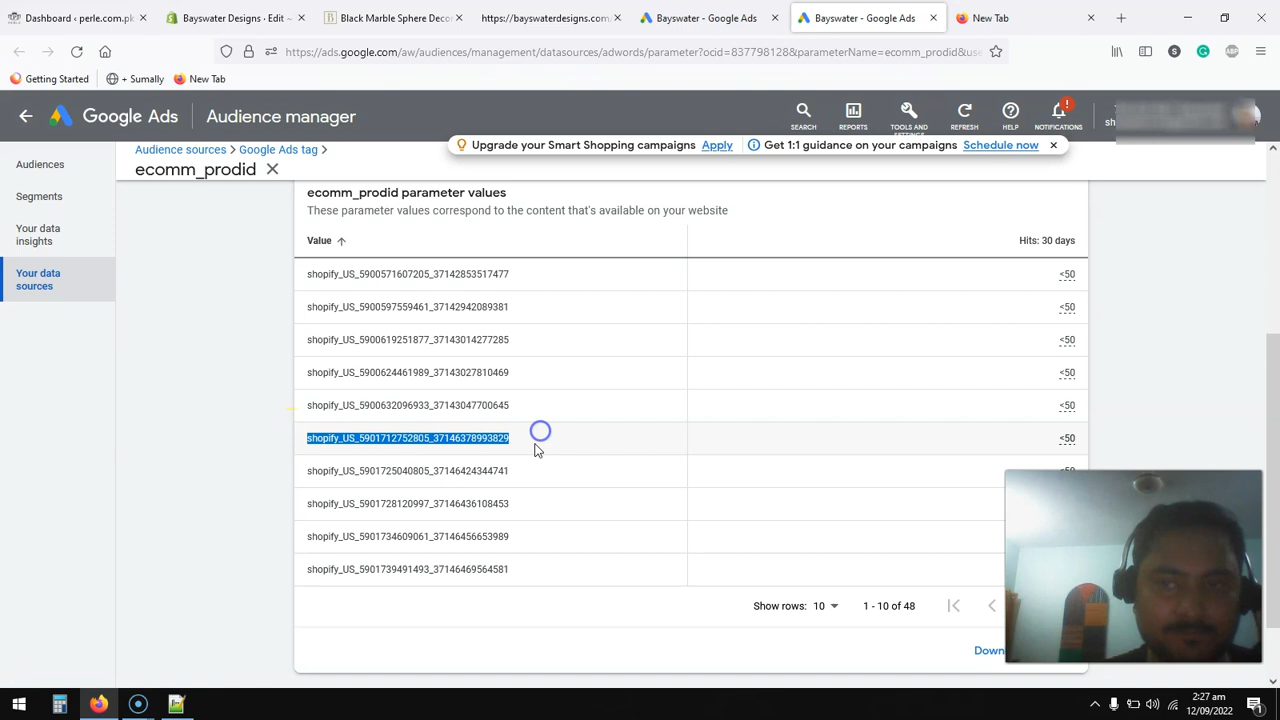 Dashboard ‹ perle.com.pk
Bayswater Designs · Edit ~
Black Marble Sphere Decor
https://bayswaterdesigns.com/
Bayswater - Google Ads
Bayswater - Google Ads
New Tab
https://ads.google.com/aw/audiences/management/datasources/adwords/parameter?ocid=837798128&parameterName=ecomm_prodid&use
Getting Started
+ Sumally
New Tab
Google Ads
Audience manager
SEARCH
REPORTS
TOOLS AND
SETTINGS
REFRESH
HELP
NOTIFICATIONS
Upgrade your Smart Shopping campaigns Apply
Get 1:1 guidance on your campaigns Schedule now
Audiences
Segments
Your data
insights
Your data
sources
Audience sources > Google Ads tag >
ecomm_prodid
ecomm_prodid parameter values
These parameter values correspond to the content that's available on your website
Value
Hits: 30 days
shopify_US_5900571607205_37142853517477 <50
shopify_US_5900597559461_37142942089381 <50
shopify_US_5900619251877_37143014277285 <50
shopify_US_5900624461989_37143027810469 <50
shopify_US_5900632096933_37143047700645 <50
shopify_US_5901712752805_37146378993829 <50
shopify_US_5901725040805_37146424344741 <50
shopify_US_5901728120997_37146436108453
shopify_US_5901734609061_37146456653989
shopify_US_5901739491493_37146469564581
Show rows: 10
1 - 10 of 48
Down
2:27 am
12/09/2022